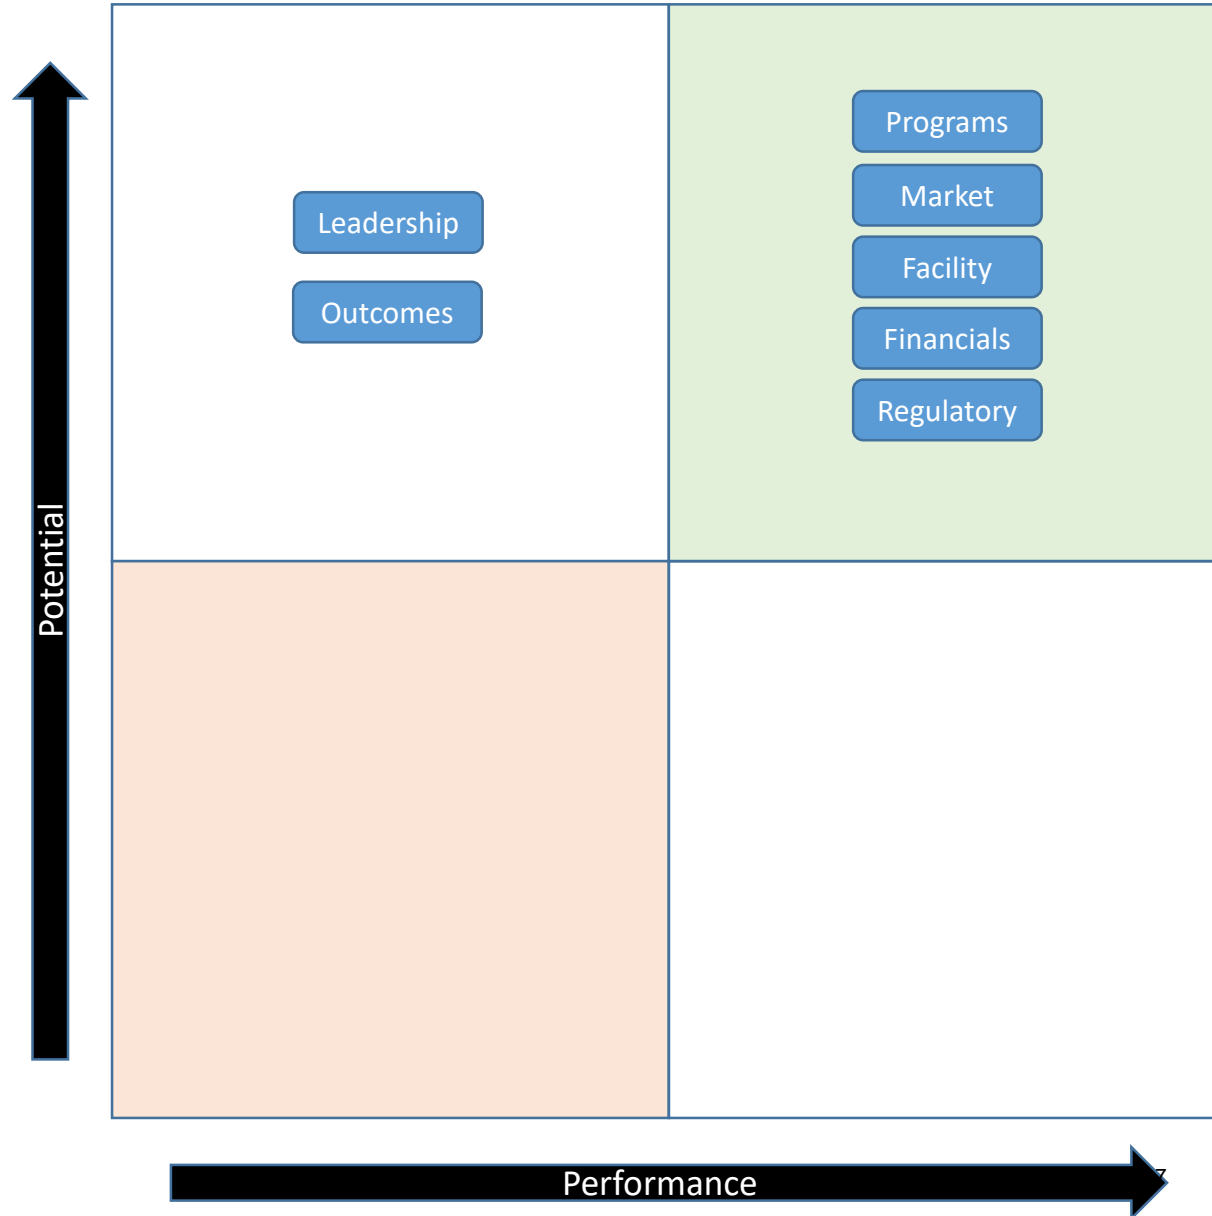 Programs
Market
Leadership
Facility
Outcomes
Financials
Regulatory
Potential
Performance